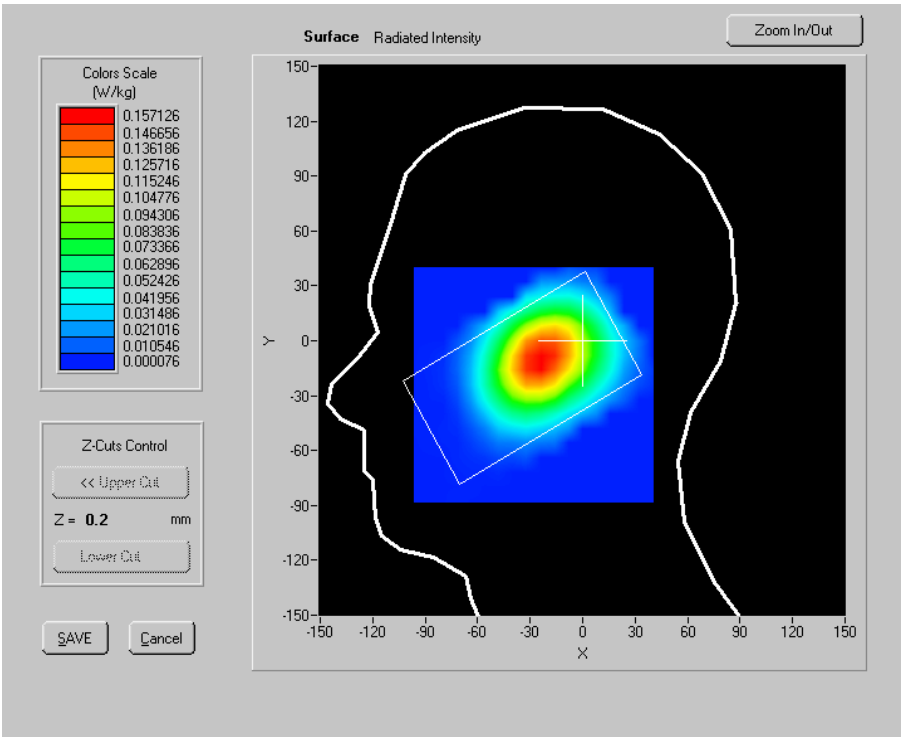 Surface Radiated Intensity
Zoom In/Out
Colors Scale
(W/kg)
0.157126
0.146656
0.136186
0.125716
0.115246
0.104776
0.094306
0.083836
0.073366
0.062896
0.052426
0.041956
0.031486
0.021016
0.010546
0.000076
Z-Cuts Control
<< Upper Cut
Z = 0.2 mm
Lower Cut
SAVE
Cancel
150
120
90
60
30
0
-30
-60
-90
-120
-150
Y
-150 -120 -90 -60 -30 0 30 60 90 120 150
X